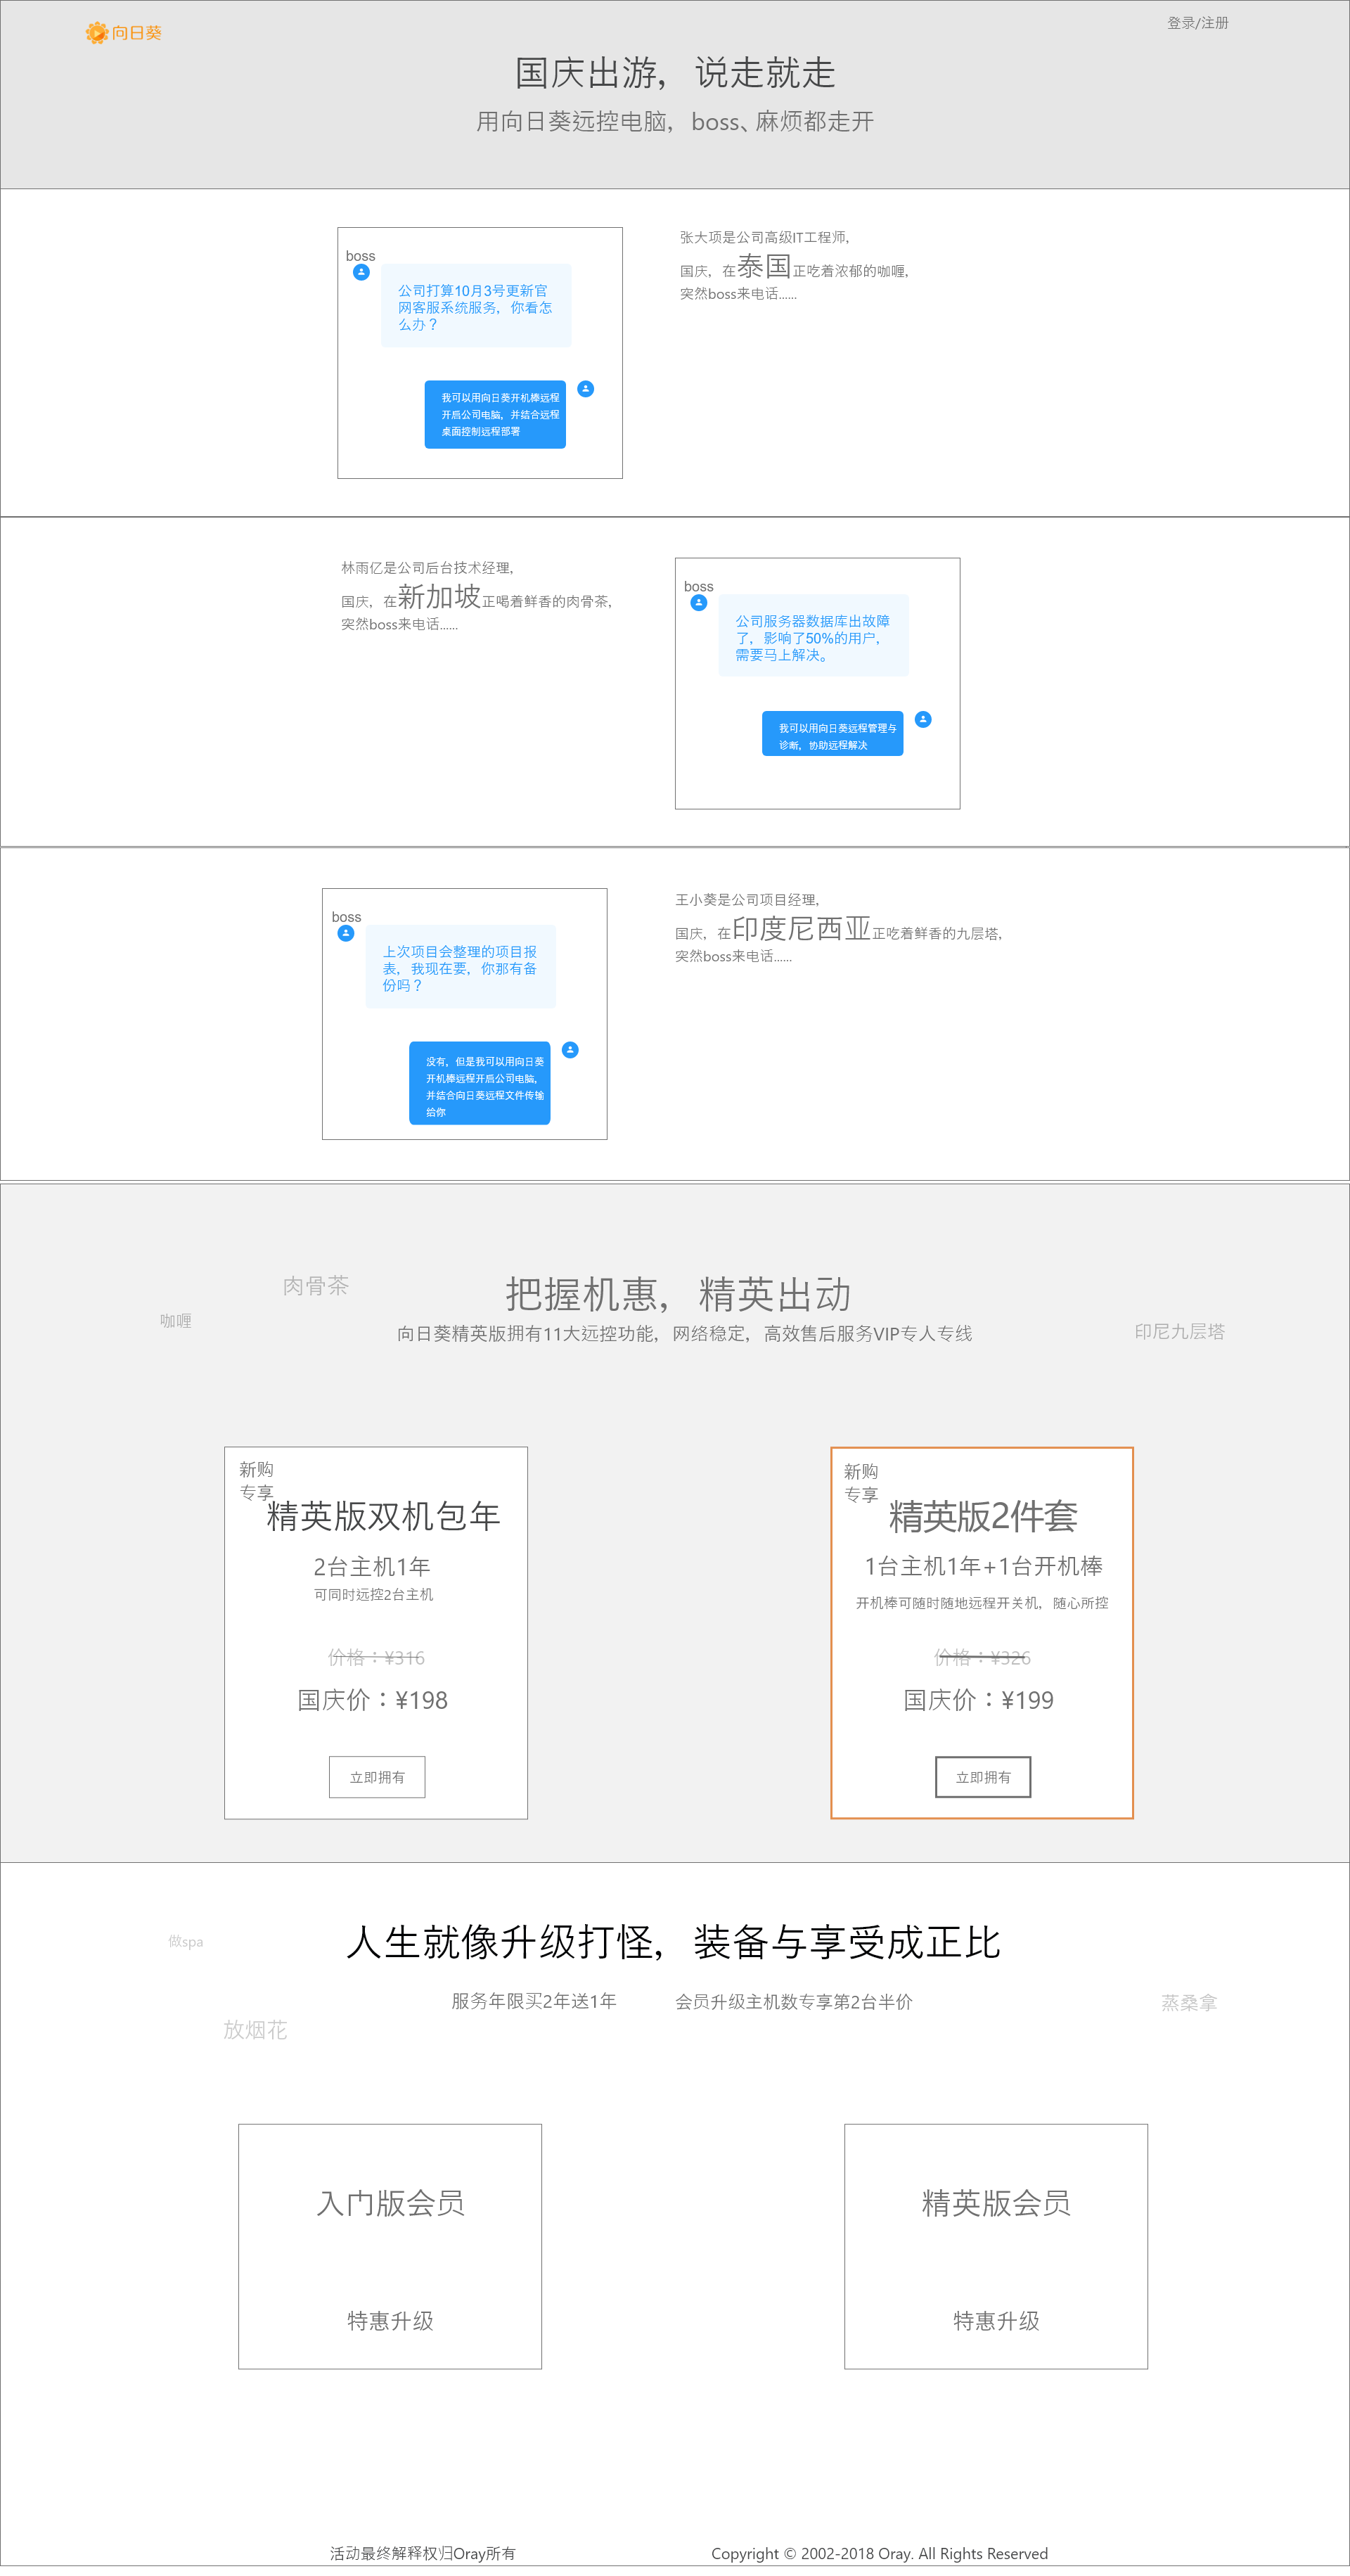 向日葵
登录/注册
国庆出游，说走就走
用向日葵远控电脑，boss、麻烦都走开
boss
公司打算10月3号更新官
网客服系统服务，你看怎
么办？
我可以用向日葵开机棒远程
开启公司电脑，并结合远程
桌面控制远程部署
张大项是公司高级IT工程师，
国庆，在泰国正吃着浓郁的咖喱，
突然boss来电话......
林雨亿是公司后台技术经理，
国庆，在新加坡正喝着鲜香的肉骨茶，
突然boss来电话......
boss
公司服务器数据库出故障
了，影响了50%的用户，
需要马上解决。
我可以用向日葵远程管理与
诊断，协助远程解决
boss
上次项目会整理的项目报
表，我现在要，你那有备
份吗？
没有，但是我可以用向日葵
开机棒远程开启公司电脑，
并结合向日葵远程文件传输
给你
王小葵是公司项目经理，
国庆，在印度尼西亚正吃着鲜香的九层塔，
突然boss来电话......
肉骨茶
咖喱
把握机惠，精英出动
向日葵精英版拥有11大远控功能，网络稳定，高效售后服务VIP专人专线
印尼九层塔
新购
专享
精英版双机包年
2台主机1年
可同时远控2台主机
价格：¥316
国庆价：¥198
立即拥有
新购
专享
精英版2件套
1台主机1年+1台开机棒
开机棒可随时随地远程开关机，随心所控
价格：¥326
国庆价：¥199
立即拥有
做spa
人生就像升级打怪，装备与享受成正比
服务年限买2年送1年
会员升级主机数专享第2台半价
蒸桑拿
放烟花
入门版会员
特惠升级
精英版会员
特惠升级
活动最终解释权归Oray所有
Copyright © 2002-2018 Oray. All Rights Reserved